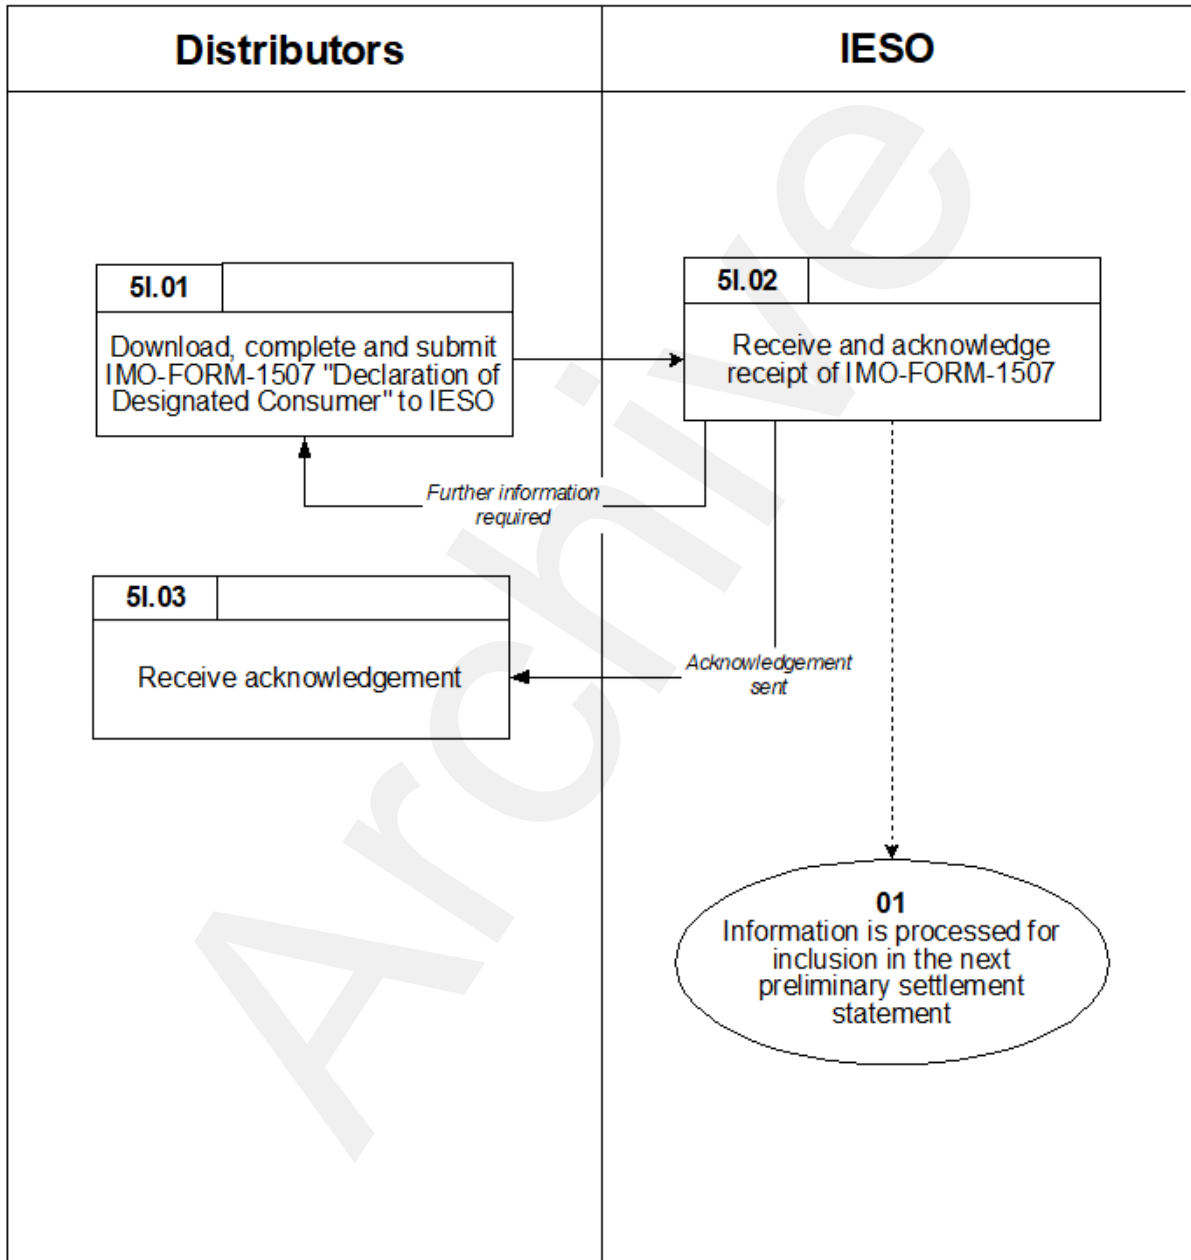 Distributors
IESO
5I.01
Download, complete and submit
IMO-FORM-1507 "Declaration of
Designated Consumer" to IESO
5I.02
Receive and acknowledge
receipt of IMO-FORM-1507
Further information
required
5I.03
Receive acknowledgement
Acknowledgement
sent
01
Information is processed for
inclusion in the next
preliminary settlement
statement
Archive